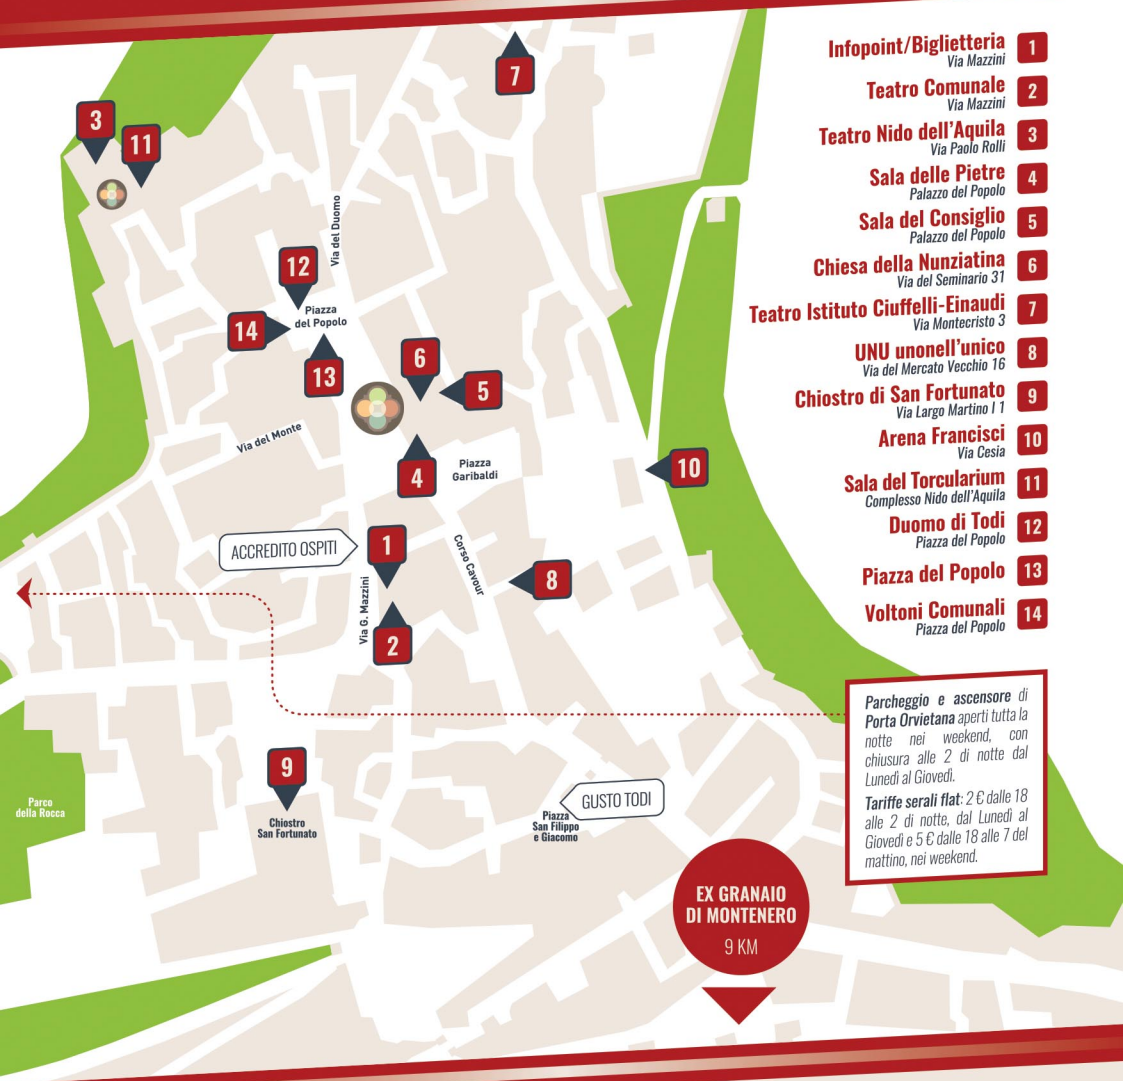 7
3
11
Via del Duomo
12
Piazza
del Popolo
14
13
6
5
Via del Monte
4
Piazza
Garibaldi
10
ACCREDITO OSPITI
1
Corso Cavour
8
Via G. Mazzini
2
9
Chiostro
San Fortunato
Parco
della Rocca
GUSTO TODI
Piazza
San Filippo
e Giacomo
EX GRANAIO
DI MONTENERO
9 KM
Infopoint/Biglietteria 1
Via Mazzini
Teatro Comunale 2
Via Mazzini
Teatro Nido dell'Aquila 3
Via Paolo Rolli
Sala delle Pietre 4
Palazzo del Popolo
Sala del Consiglio 5
Palazzo del Popolo
Chiesa della Nunziatina 6
Via del Seminario 31
Teatro Istituto Ciuffelli-Einaudi 7
Via Montecristo 3
UNU unonell'unico 8
Via del Mercato Vecchio 16
Chiostro di San Fortunato 9
Via Largo Martino I 1
Arena Francisci 10
Via Cesia
Sala del Torcularium 11
Complesso Nido dell'Aquila
Duomo di Todi 12
Piazza del Popolo
Piazza del Popolo 13
Voltoni Comunali 14
Piazza del Popolo
Parcheggio e ascensore di
Porta Orvietana aperti tutta la
notte nei weekend, con
chiusura alle 2 di notte dal
Lunedì al Giovedì.
Tariffe serali flat: 2 € dalle 18
alle 2 di notte, dal Lunedì al
Giovedì e 5 € dalle 18 alle 7 del
mattino, nei weekend.